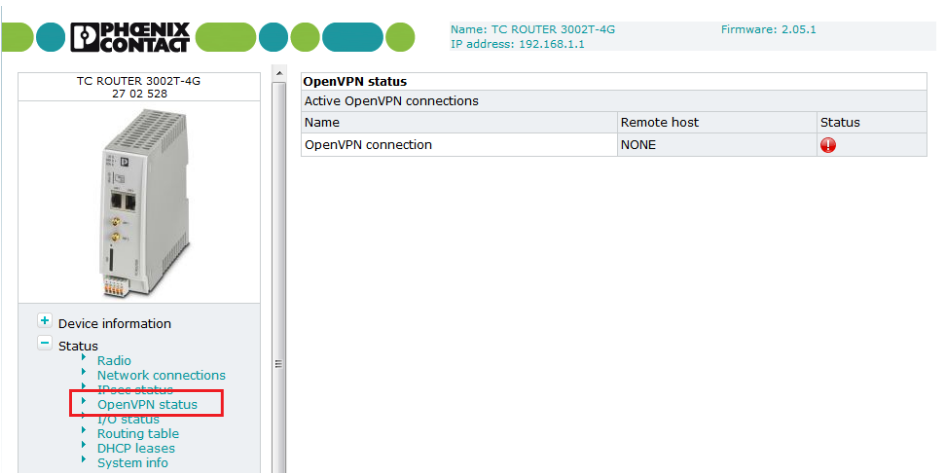 PHŒNIX
CONTACT
Name: TC ROUTER 3002T-4G
Firmware: 2.05.1
IP address: 192.168.1.1
TC ROUTER 3002T-4G
27 02 528
Device information
Status
Radio
Network connections
IPsec status
OpenVPN status
I/O status
Routing table
DHCP leases
System info
OpenVPN status
Active OpenVPN connections
Name Remote host Status
OpenVPN connection NONE